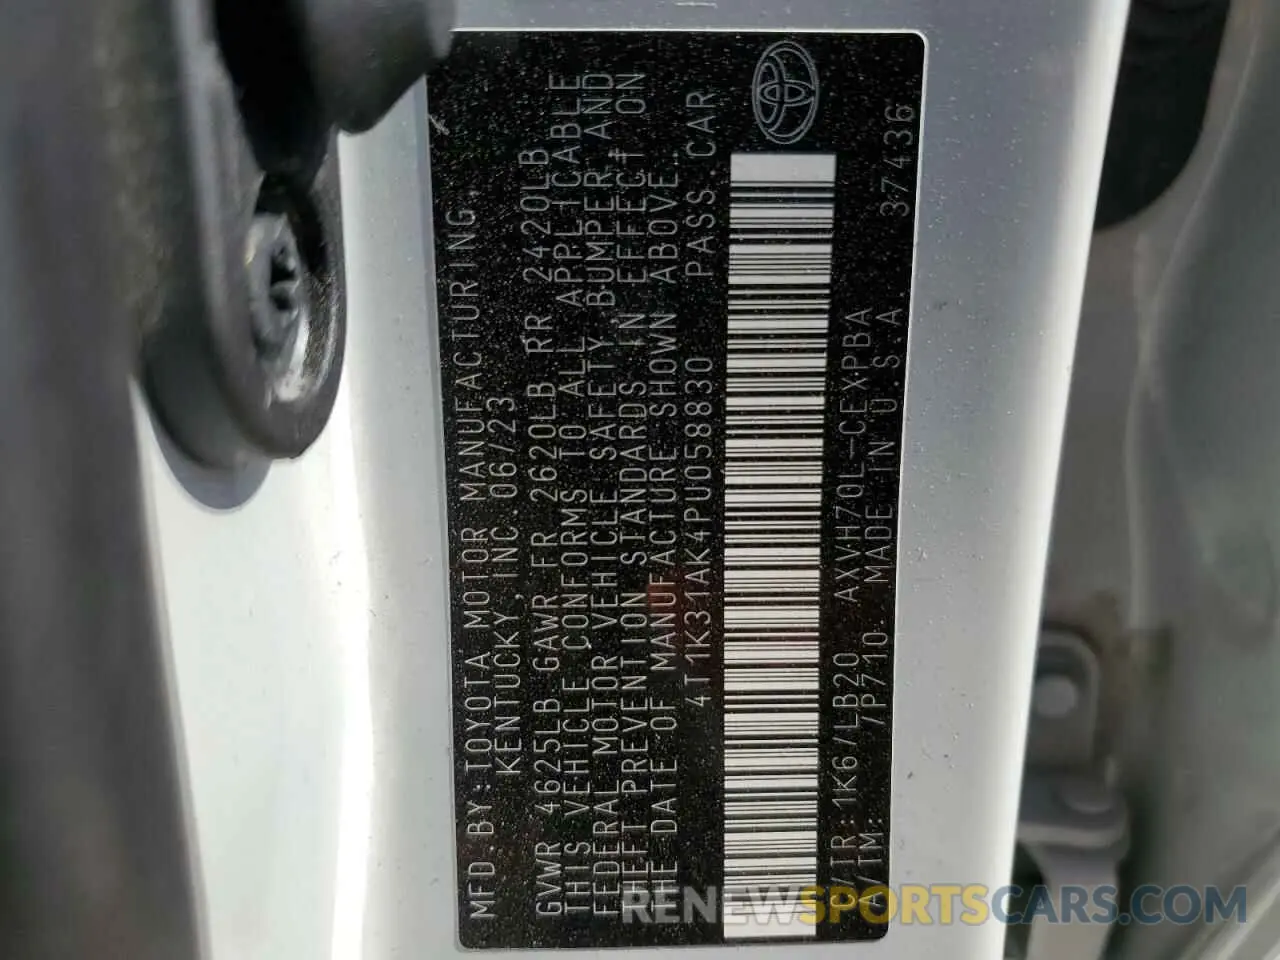 MFD.BY:TOYOTA MOTOR MANUFACTURING,
KENTUCKY,INC.06/23
GVWR 4625LB GAWR FR 2620LB RR 2420LB
THIS VEHICLE CONFORMS TO ALL APPLICABLE
FEDERAL MOTOR VEHICLE SAFETY,BUMPER,AND
THEFT PREVENTION STANDARDS IN EFFECT ON
THE DATE OF MANUFACTURE SHOWN ABOVE.
4T1K31AK4PU058830 PASS.CAR
C/TR:1K6/LB20 AXVH70L-CEXPBA
A/TM: /P710 MADE IN U.S.A. 37436
RENEWSPORTSCARS.COM